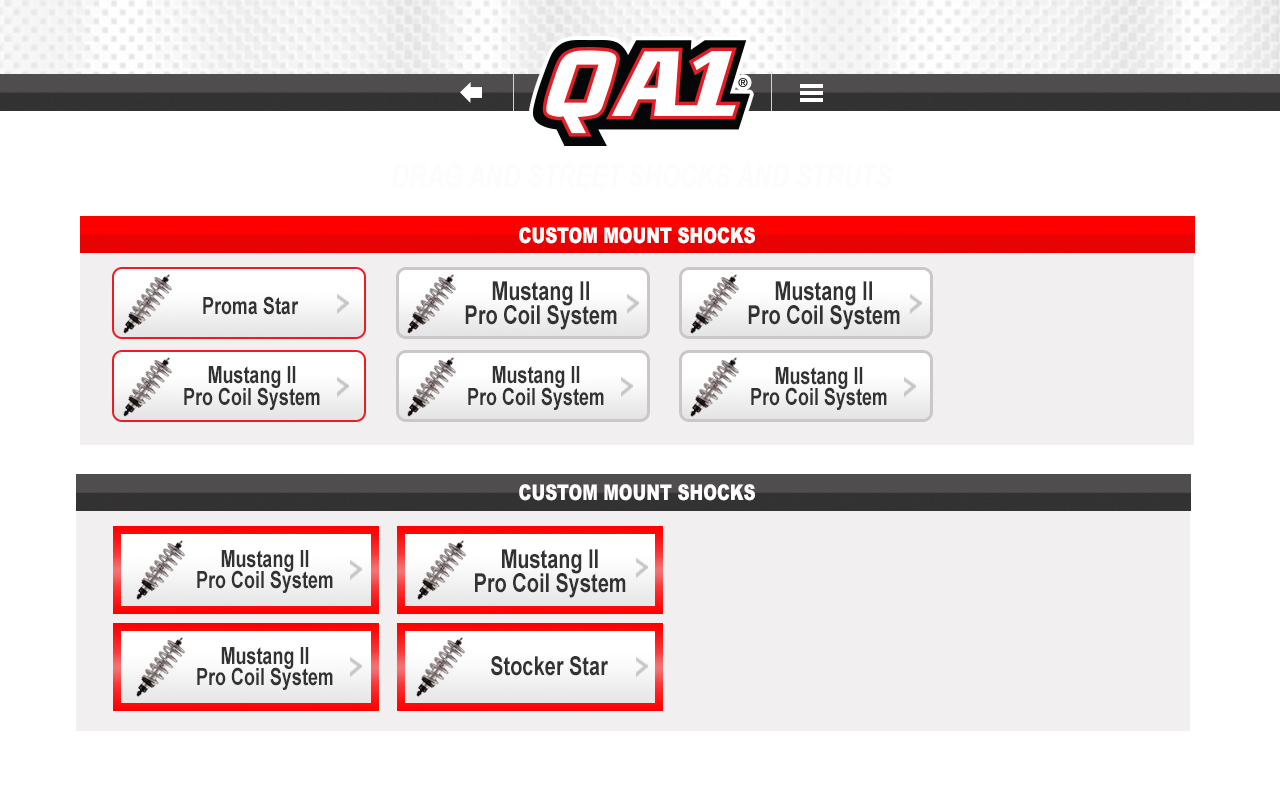 QA1®
DRAG AND STREET SHOCKS AND STRUTS
CUSTOM MOUNT SHOCKS
Proma Star
Mustang II
Pro Coil System
Mustang II
Pro Coil System
Mustang II
Pro Coil System
Mustang II
Pro Coil System
Mustang II
Pro Coil System
CUSTOM MOUNT SHOCKS
Mustang II
Pro Coil System
Mustang II
Pro Coil System
Mustang II
Pro Coil System
Stocker Star